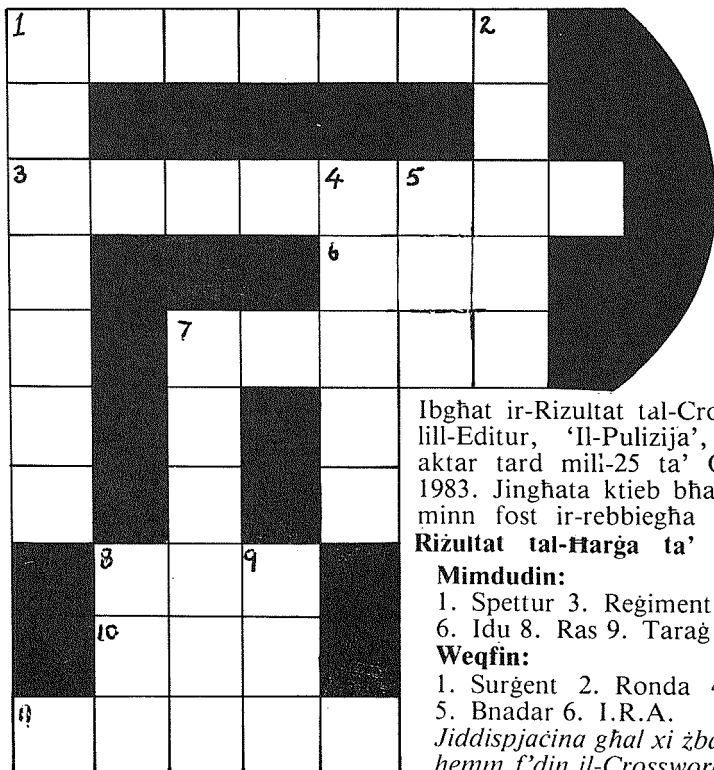 1 2
3 4 5
6
7
8 9
10
11
Ibgħat ir-Rizultat tal-Cro
lill-Editur, ‘Il-Pulizija’,
aktar tard mill-25 ta’
1983. Jingħata ktieb bħa
minn fost ir-rebbiegħa
Riżultat tal-Ħarġa ta’
Mimdudin:
1. Spettur 3. Reġiment
6. Idu 8. Ras 9. Taraġ
Weqfin:
1. Surġent 2. Ronda 4
5. Bnadar 6. I.R.A.
Jiddispjaċina għal xi żba
hemm f’din il-Crossword